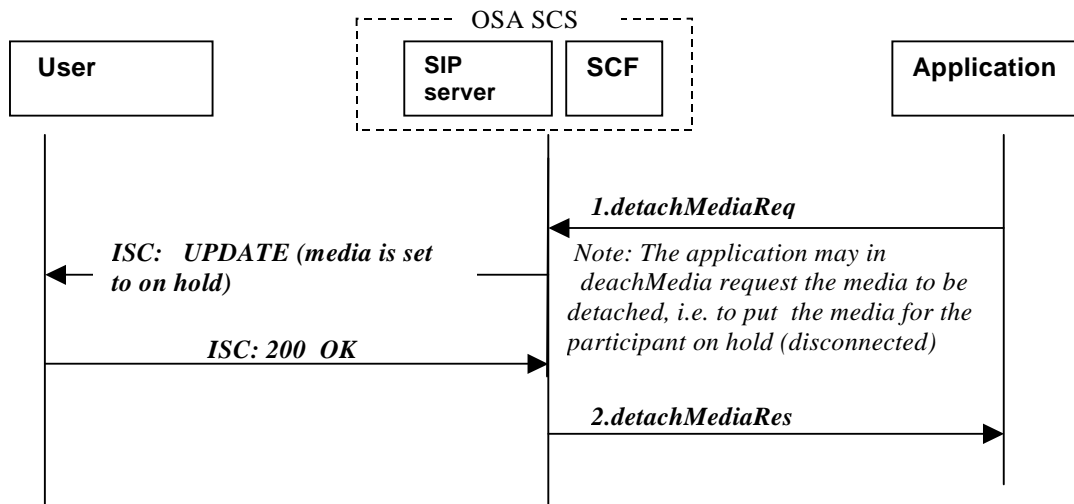 OSA SCS
User
SIP
server
SCF
Application
1.detachMediaReq
ISC: UPDATE (media is set
to on hold)
Note: The application may in
deachMedia request the media to be
detached, i.e. to put the media for the
participant on hold (disconnected)
ISC: 200 OK
2.detachMediaRes